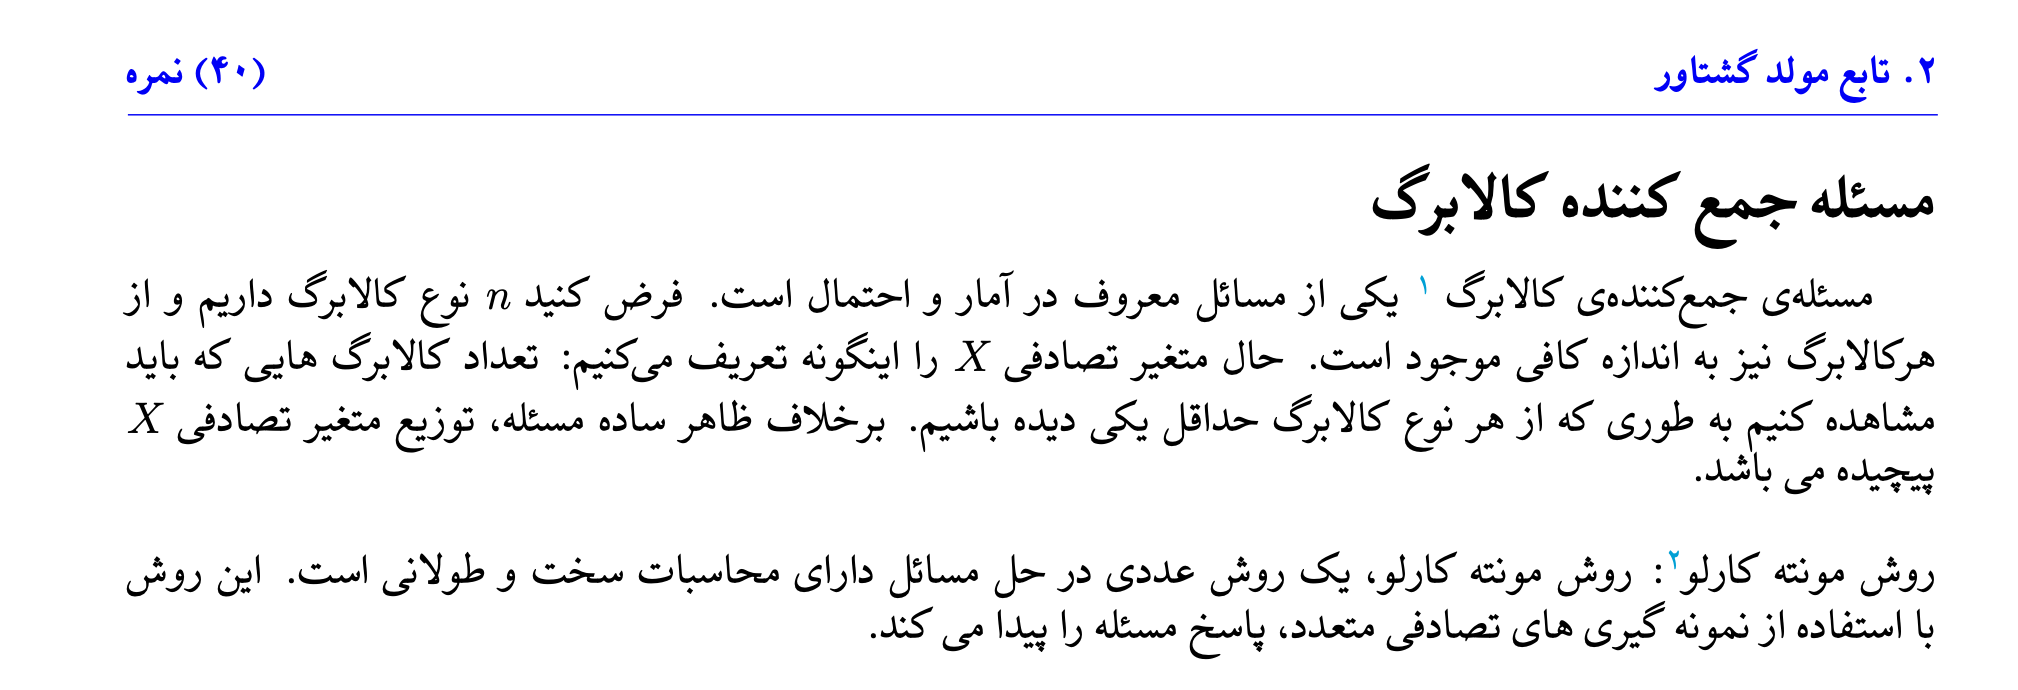 ۲. تابع مولد گشتاور (۴۰) نمره
مسئله جمع کننده کالابرگ
مسئله‌ی جمع‌کننده‌ی کالابرگ ۱ یکی از مسائل معروف در آمار و احتمال است. فرض کنید n نوع کالابرگ داریم و از
هرکالابرگ نیز به اندازه کافی موجود است. حال متغیر تصادفی X را اینگونه تعریف می‌کنیم: تعداد کالابرگ هایی که باید
مشاهده کنیم به طوری که از هر نوع کالابرگ حداقل یکی دیده باشیم. برخلاف ظاهر ساده مسئله، توزیع متغیر تصادفی X
پیچیده می باشد.
روش مونته کارلو۲: روش مونته کارلو، یک روش عددی در حل مسائل دارای محاسبات سخت و طولانی است. این روش
با استفاده از نمونه گیری های تصادفی متعدد، پاسخ مسئله را پیدا می کند.